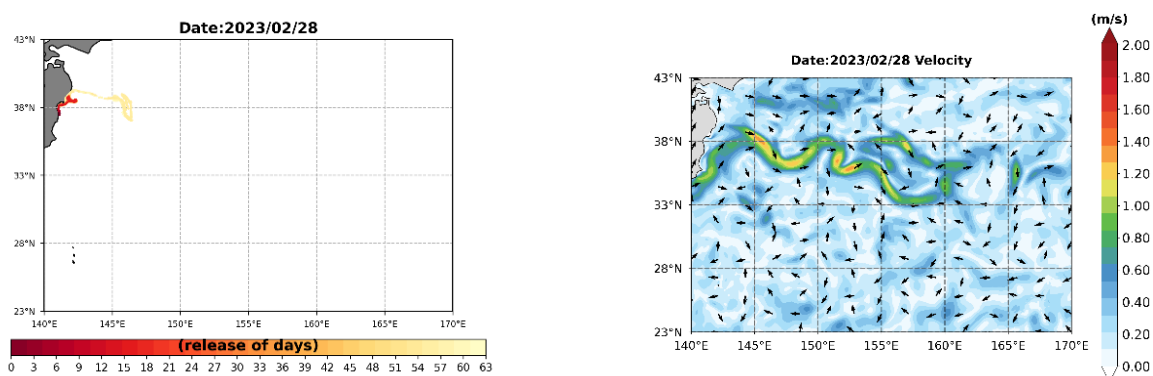 Date:2023/02/28
43°N
38°N
33°N
28°N
23°N
140°E 145°E 150°E 155°E 160°E 165°E 170°E
(release of days)
0 3 6 9 12 15 18 21 24 27 30 33 36 39 42 45 48 51 54 57 60 63
(m/s)
Date:2023/02/28 Velocity
43°N
38°N
33°N
28°N
23°N
140°E 145°E 150°E 155°E 160°E 165°E 170°E
2.00
1.80
1.60
1.40
1.20
1.00
0.80
0.60
0.40
0.20
0.00